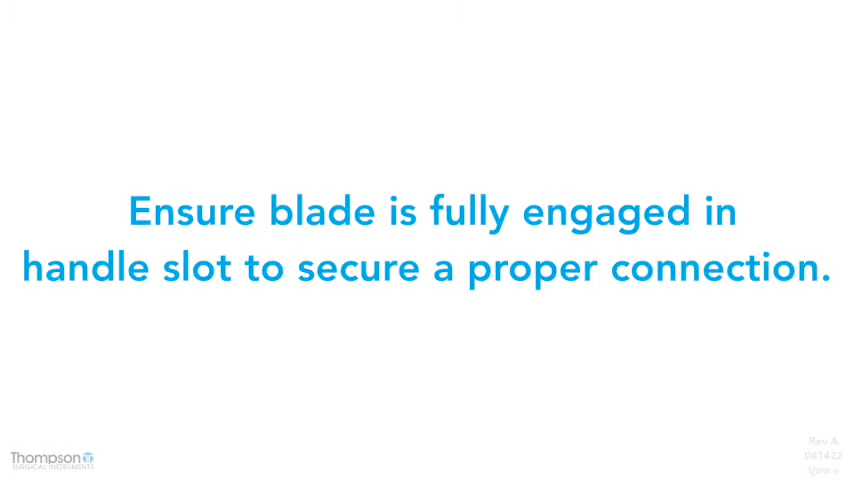 Ensure blade is fully engaged in
handle slot to secure a proper connection.
Thompson
SURGICAL INSTRUMENTS
Rev A